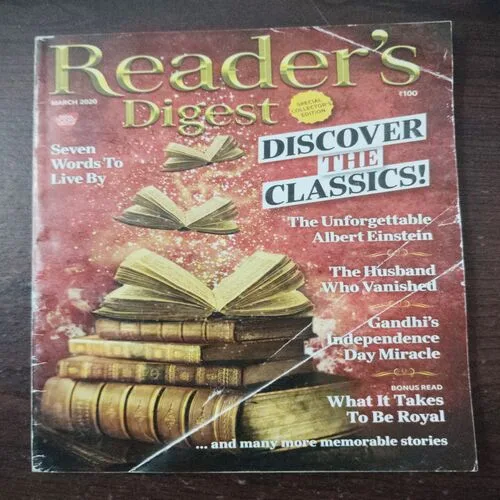 Reader's
Digest
MARCH 2020
₹100
SPECIAL
COLLECTOR'S
EDITION
Seven
Words To
Live By
DISCOVER
THE
CLASSICS!
The Unforgettable
Albert Einstein
The Husband
Who Vanished
Gandhi's
Independence
Day Miracle
BONUS READ
What It Takes
To Be Royal
... and many more memorable stories